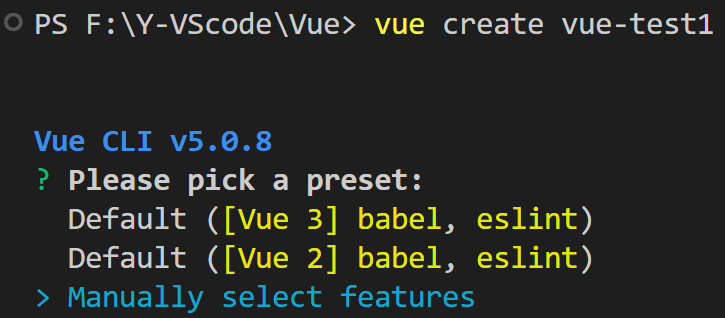 PS F:\Y-VScode\Vue> vue create vue-test1
Vue CLI v5.0.8
? Please pick a preset:
Default ([Vue 3] babel, eslint)
Default ([Vue 2] babel, eslint)
> Manually select features